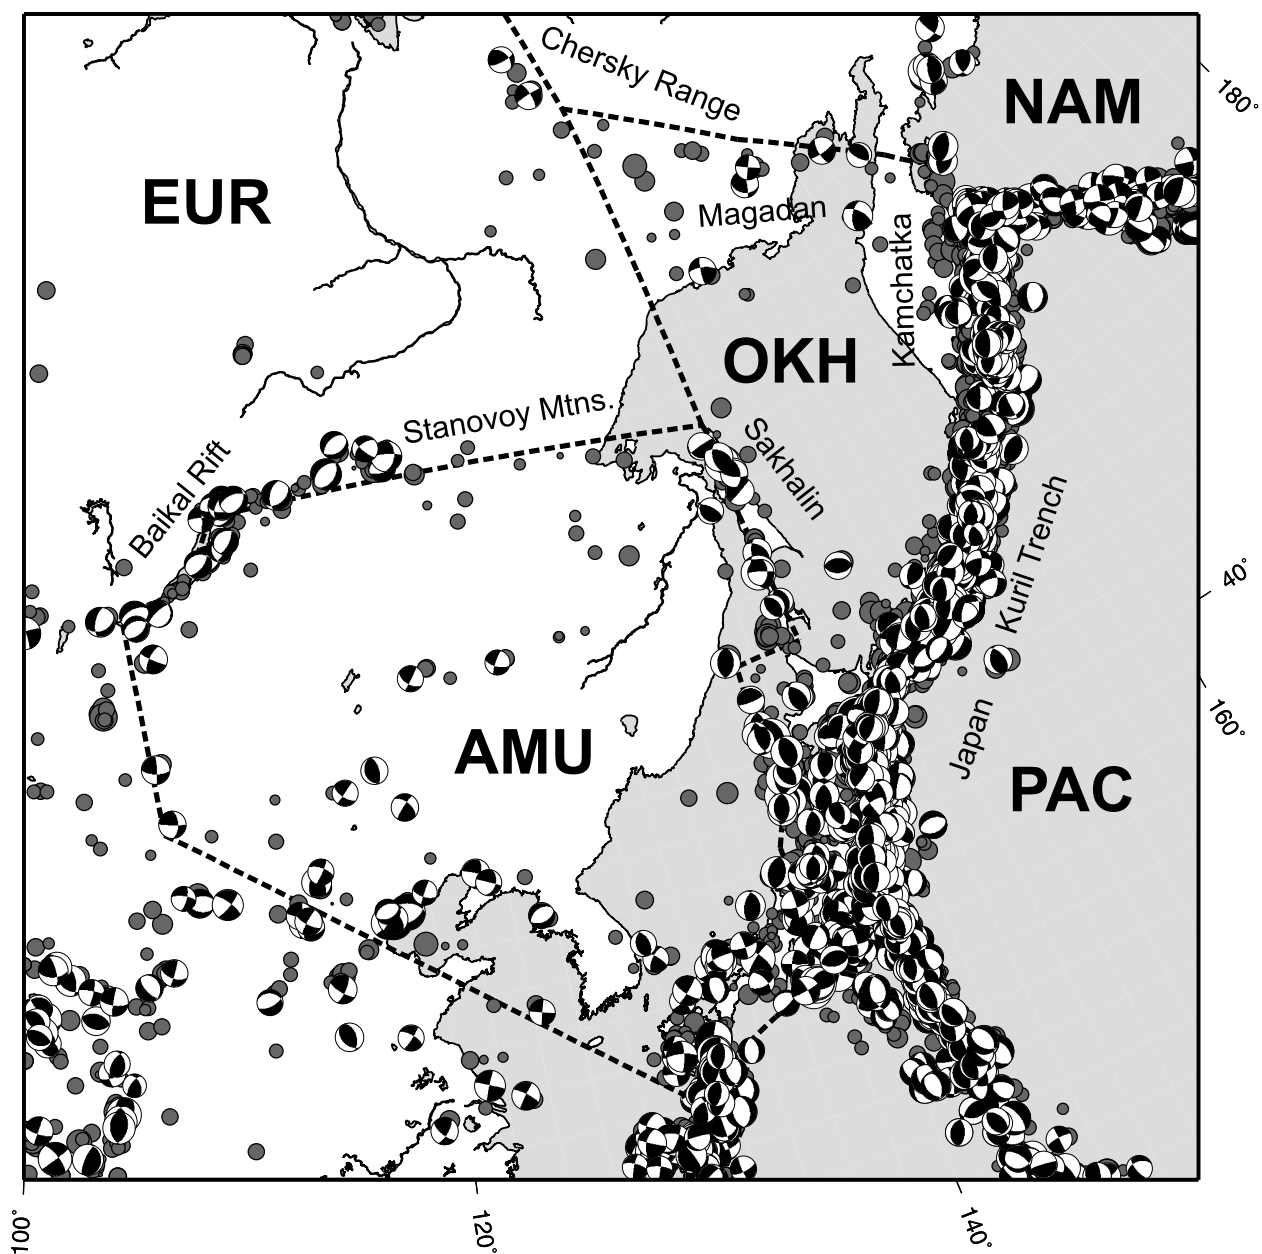 Chersky Range
NAM
180°
EUR
Magadan
Kamchatka
OKH
Stanovoy Mtns.
Sakhalin
Baikal Rift
Kuril Trench
40°
AMU
Japan
160°
PAC
100°
120°
140°